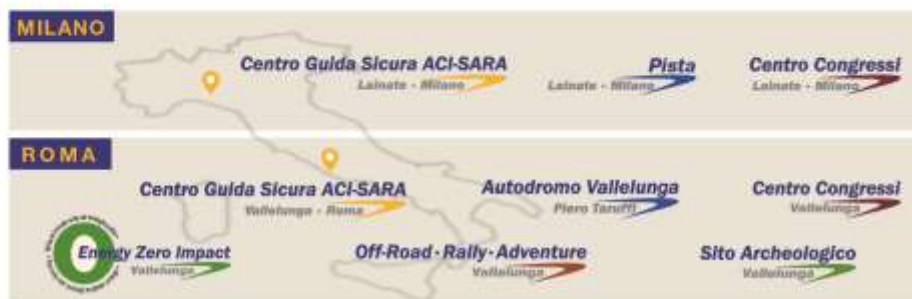 MILANO
Centro Guida Sicura ACI-SARA
Lainate - Milano
Pista
Lainate - Milano
Centro Congressi
Lainate - Milano
ROMA
Centro Guida Sicura ACI-SARA
Vallelunga - Roma
Autodromo Vallelunga
Piero Taruffi
Centro Congressi
Vallelunga
Energy Zero Impact
Vallelunga
Off-Road - Rally - Adventure
Vallelunga
Sito Archeologico
Vallelunga